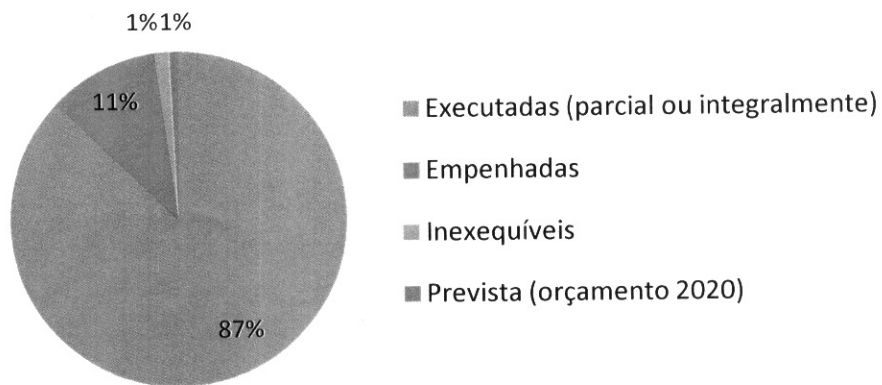 1%1%
11%
87%
Executadas (parcial ou integralmente)
Empenhadas
Inexequíveis
Prevista (orçamento 2020)